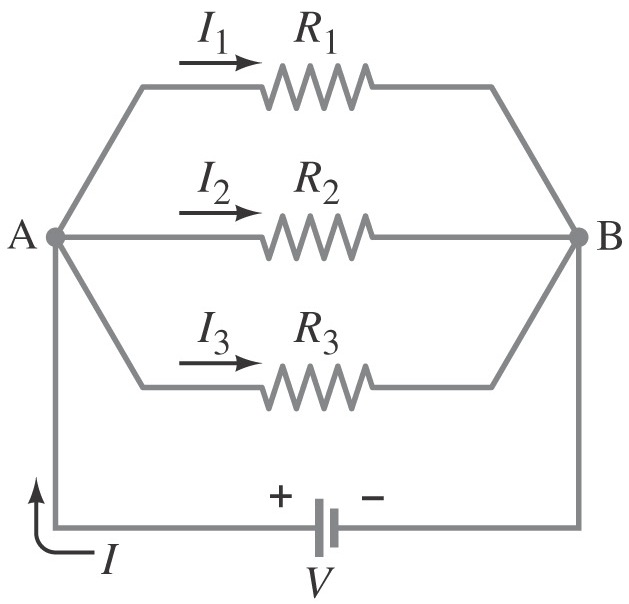 I₁ R₁
I₂ R₂
A B
I₃ R₃
+ −
I
V